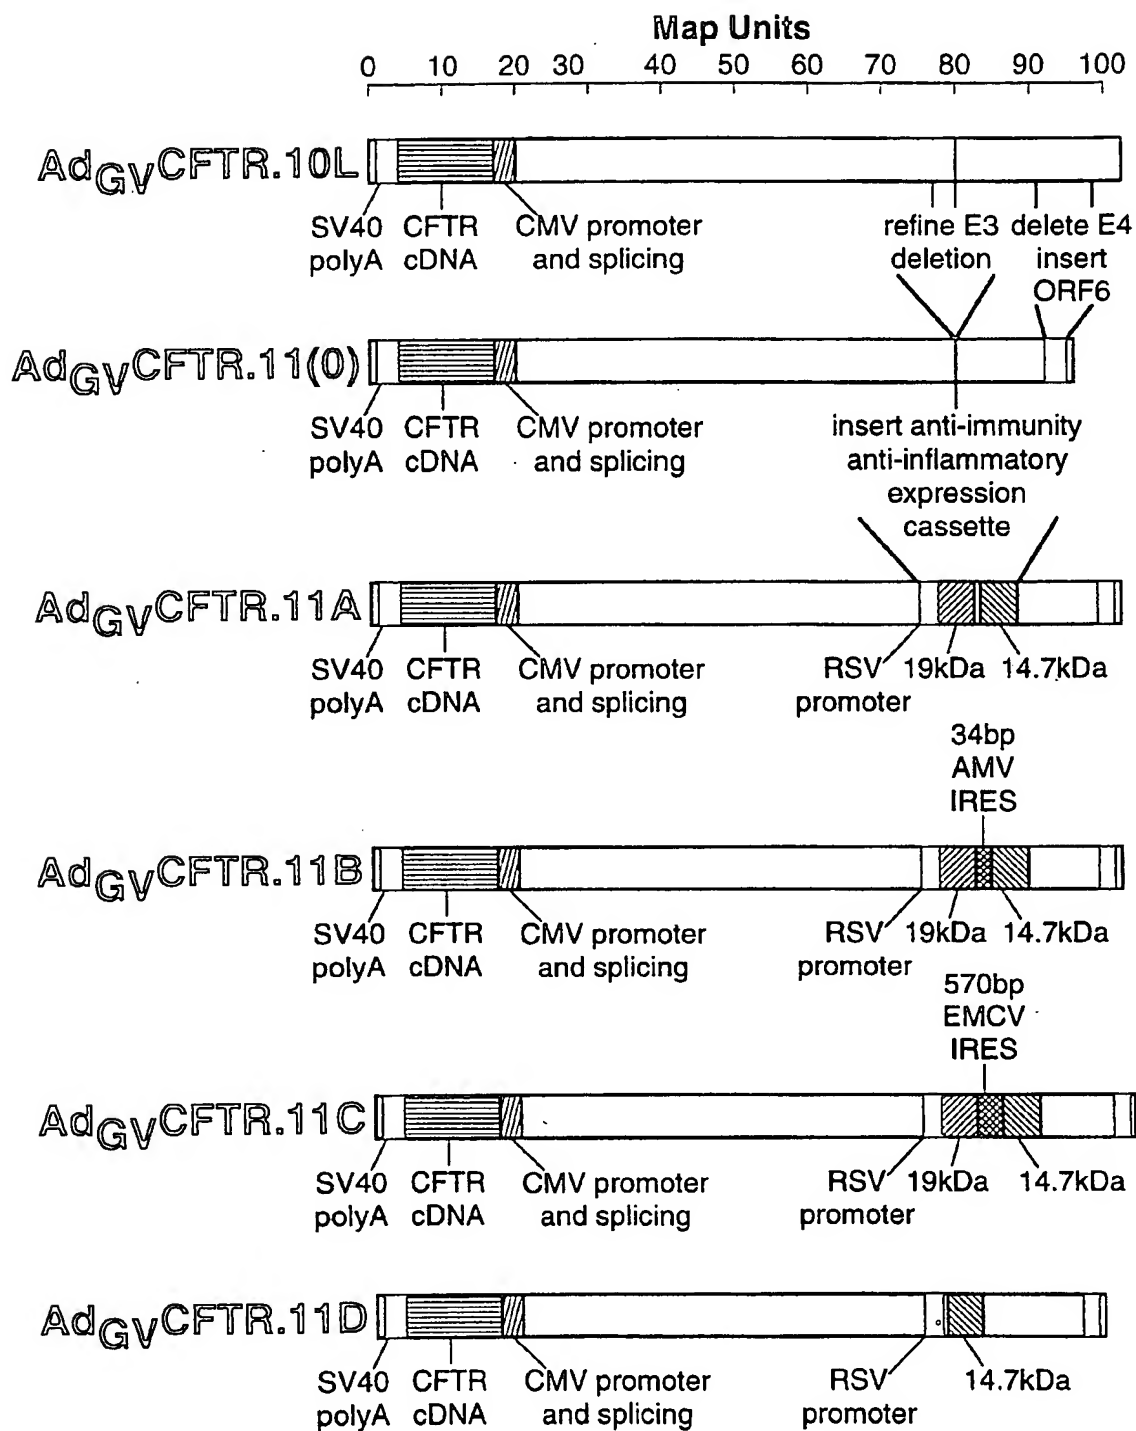 Map Units
0 10 20 30 40 50 60 70 80 90 100
AdGVCFTR.10L
SV40 CFTR CMV promoter refine E3 delete E4
polyA cDNA and splicing deletion insert
ORF6
AdGVCFTR.11(0)
SV40 CFTR CMV promoter insert anti-immunity
polyA cDNA and splicing anti-inflammatory
expression
cassette
AdGVCFTR.11A
SV40 CFTR CMV promoter RSV 19kDa 14.7kDa
polyA cDNA and splicing promoter
34bp
AMV
IRES
AdGVCFTR.11B
SV40 CFTR CMV promoter RSV 19kDa 14.7kDa
polyA cDNA and splicing promoter
570bp
EMCV
IRES
AdGVCFTR.11C
SV40 CFTR CMV promoter RSV 19kDa 14.7kDa
polyA cDNA and splicing promoter
AdGVCFTR.11D
SV40 CFTR CMV promoter RSV 14.7kDa
polyA cDNA and splicing promoter